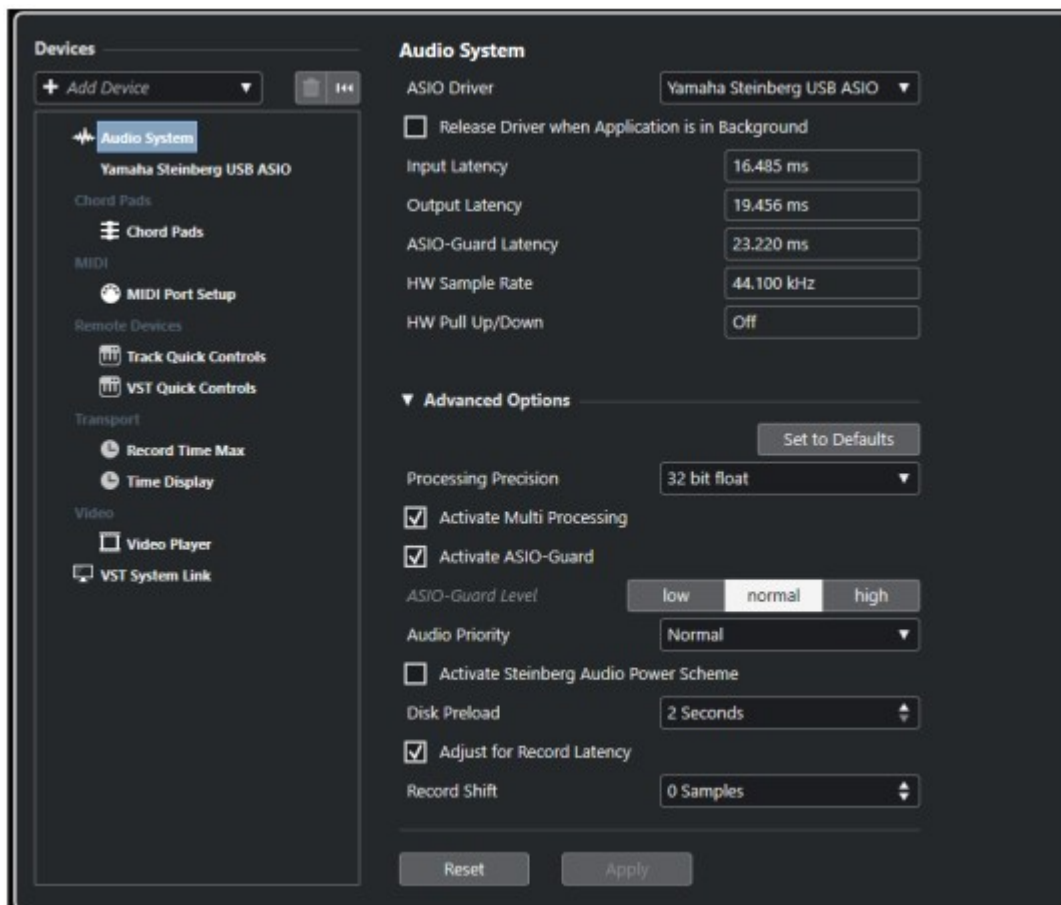 Devices
Add Device
Audio System
Yamaha Steinberg USB ASIO
Chord Pads
Chord Pads
MIDI
MIDI Port Setup
Remote Devices
Track Quick Controls
VST Quick Controls
Transport
Record Time Max
Time Display
Video
Video Player
VST System Link
Audio System
ASIO Driver Yamaha Steinberg USB ASIO
Release Driver when Application is in Background
Input Latency 16.485 ms
Output Latency 19.456 ms
ASIO-Guard Latency 23.220 ms
HW Sample Rate 44.100 kHz
HW Pull Up/Down Off
Advanced Options
Set to Defaults
Processing Precision 32 bit float
Activate Multi Processing
Activate ASIO-Guard
ASIO-Guard Level low normal high
Audio Priority Normal
Activate Steinberg Audio Power Scheme
Disk Preload 2 Seconds
Adjust for Record Latency
Record Shift 0 Samples
Reset Apply